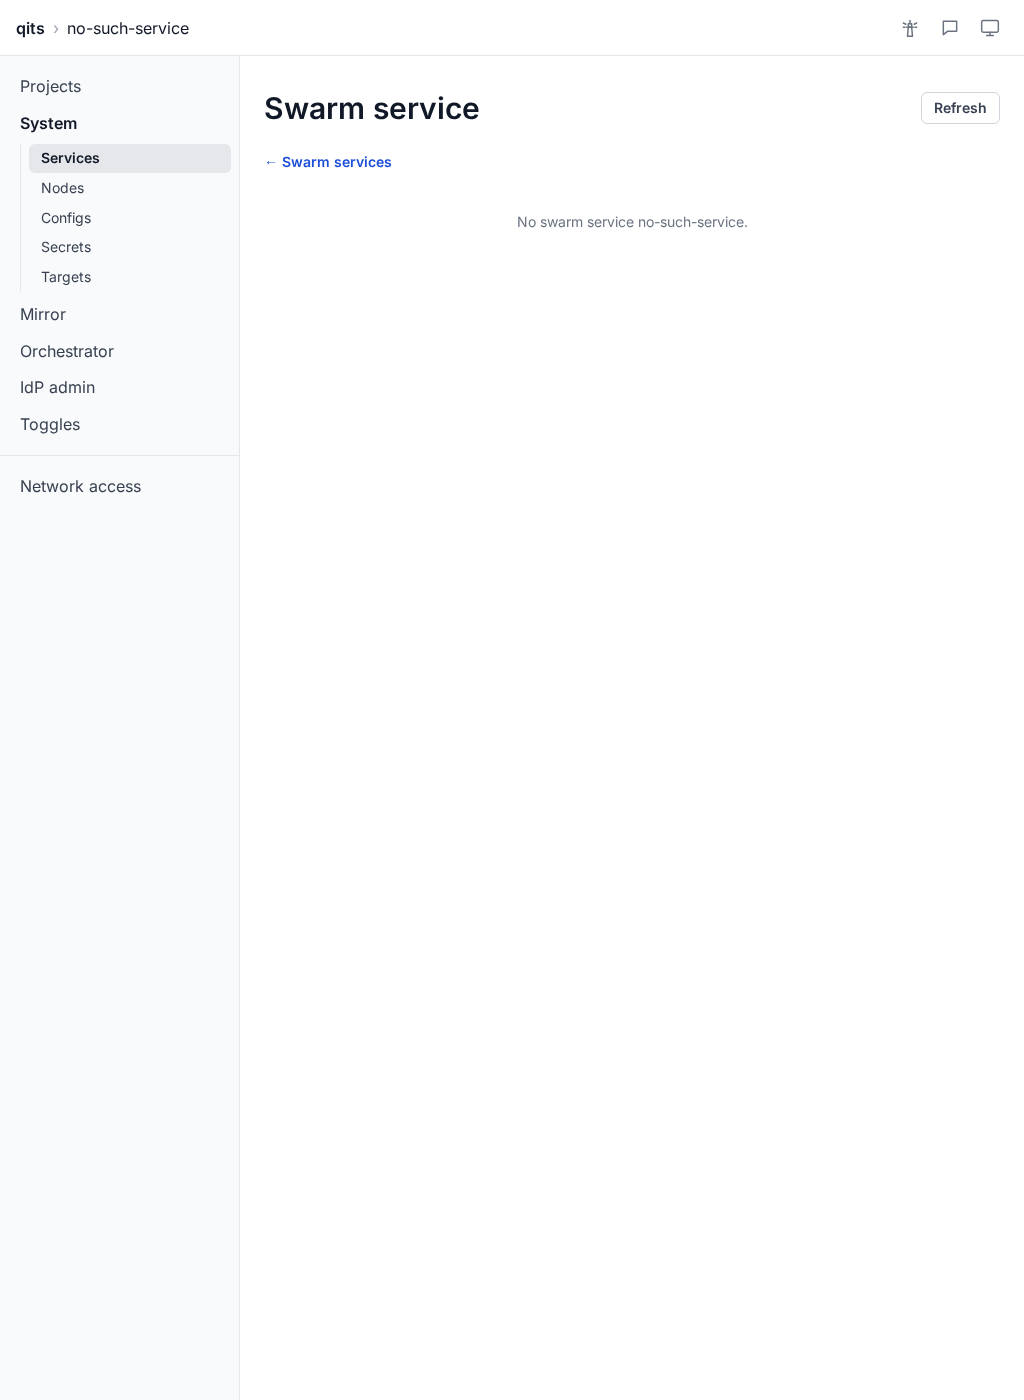 qits › no-such-service
Projects
System
Services
Nodes
Configs
Secrets
Targets
Mirror
Orchestrator
IdP admin
Toggles
Network access
Swarm service
Refresh
← Swarm services
No swarm service no-such-service.